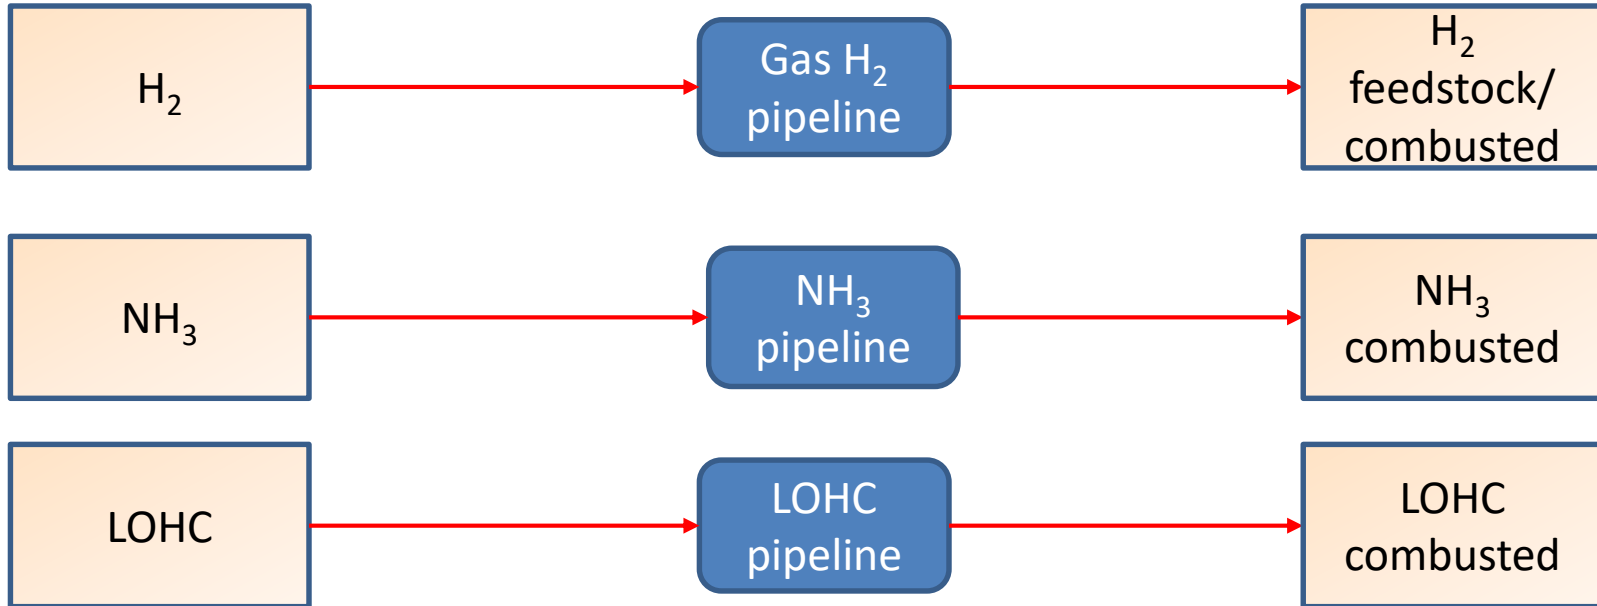 H₂
Gas H₂
pipeline
H₂
feedstock/
combusted
NH₃
NH₃
pipeline
NH₃
combusted
LOHC
LOHC
pipeline
LOHC
combusted